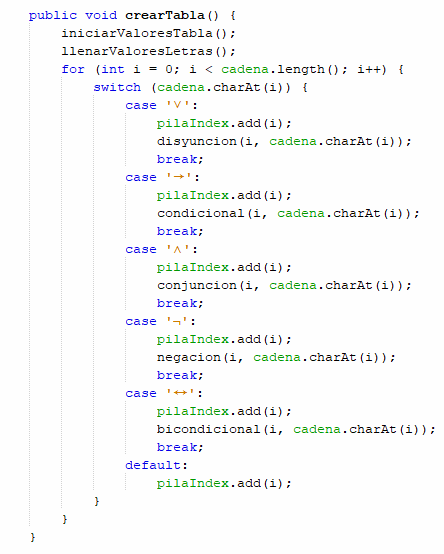 public void crearTabla() {
    iniciarValoresTabla();
    llenarValoresLetras();
    for (int i = 0; i < cadena.length(); i++) {
        switch (cadena.charAt(i)) {
            case '∨':
                pilaIndex.add(i);
                disyuncion(i, cadena.charAt(i));
                break;
            case '→':
                pilaIndex.add(i);
                condicional(i, cadena.charAt(i));
                break;
            case '∧':
                pilaIndex.add(i);
                conjuncion(i, cadena.charAt(i));
                break;
            case '¬':
                pilaIndex.add(i);
                negacion(i, cadena.charAt(i));
                break;
            case '↔':
                pilaIndex.add(i);
                bicondicional(i, cadena.charAt(i));
                break;
            default:
                pilaIndex.add(i);
        }
    }
}